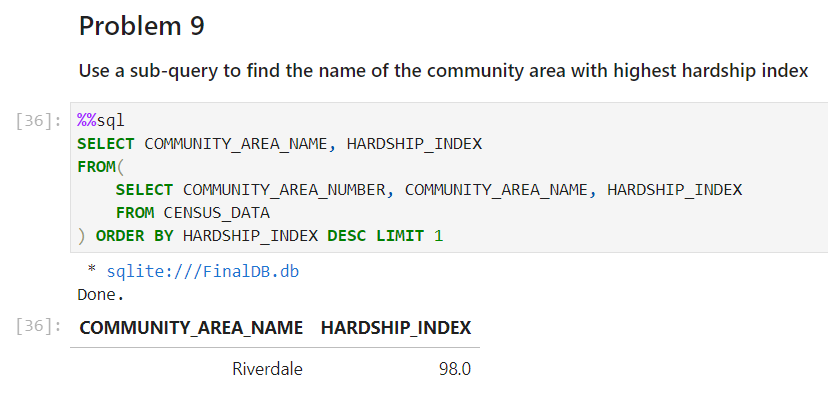 Problem 9
Use a sub-query to find the name of the community area with highest hardship index
[36]: %%sql
SELECT COMMUNITY_AREA_NAME, HARDSHIP_INDEX
FROM(
    SELECT COMMUNITY_AREA_NUMBER, COMMUNITY_AREA_NAME, HARDSHIP_INDEX
    FROM CENSUS_DATA
) ORDER BY HARDSHIP_INDEX DESC LIMIT 1
* sqlite:///FinalDB.db
Done.
[36]: COMMUNITY_AREA_NAME HARDSHIP_INDEX
Riverdale 98.0